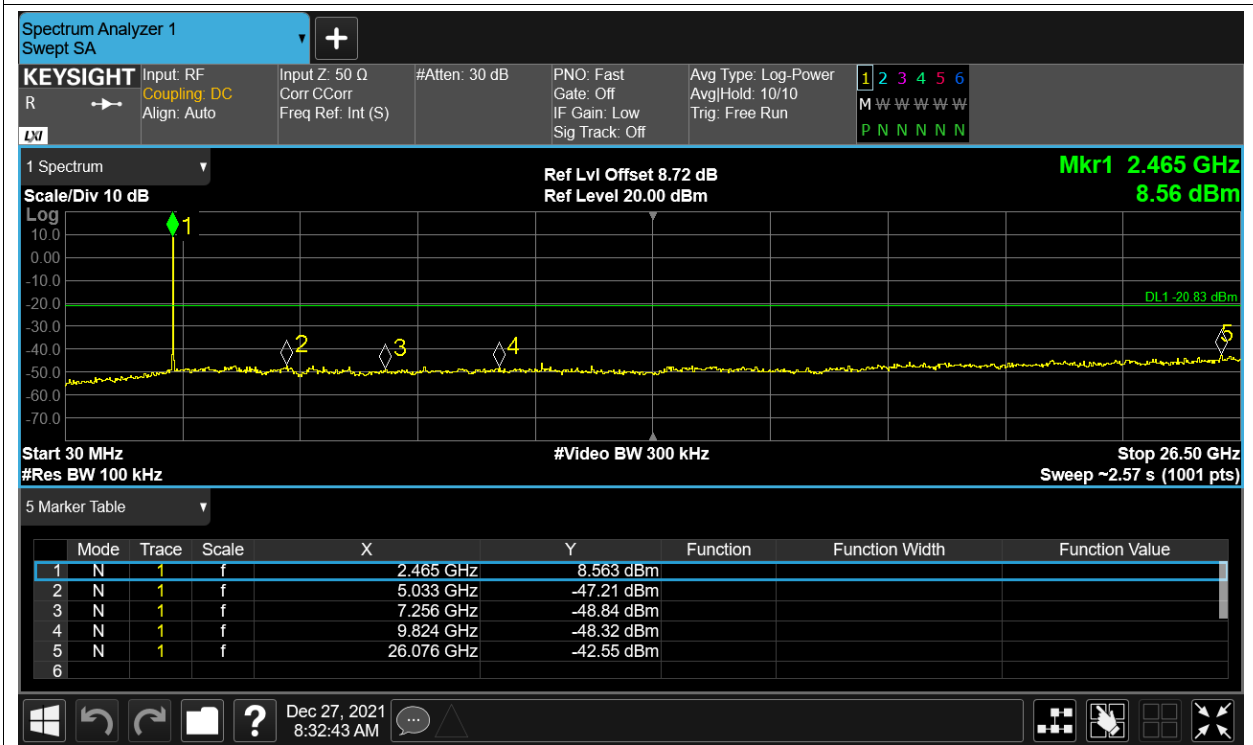 Spectrum Analyzer 1
Swept SA
+
KEYSIGHT Input: RF Input Z: 50 Ω #Atten: 30 dB PNO: Fast Avg Type: Log-Power 1 2 3 4 5 6
R Coupling: DC Corr CCorr Gate: Off Avg|Hold: 10/10 M W W W W W
Align: Auto Freq Ref: Int (S) IF Gain: Low Trig: Free Run
LXI Sig Track: Off P N N N N N
1 Spectrum Ref Lvl Offset 8.72 dB Mkr1 2.465 GHz
Scale/Div 10 dB Ref Level 20.00 dBm 8.56 dBm
Log
1
10.0
0.00
-10.0
-20.0 DL1 -20.83 dBm
-30.0
2 3 4 5
-40.0
-50.0
-60.0
-70.0
Start 30 MHz #Video BW 300 kHz Stop 26.50 GHz
#Res BW 100 kHz Sweep ~2.57 s (1001 pts)
5 Marker Table
Mode Trace Scale X Y Function Function Width Function Value
1 N 1 f 2.465 GHz 8.563 dBm
2 N 1 f 5.033 GHz -47.21 dBm
3 N 1 f 7.256 GHz -48.84 dBm
4 N 1 f 9.824 GHz -48.32 dBm
5 N 1 f 26.076 GHz -42.55 dBm
6
? Dec 27, 2021
8:32:43 AM